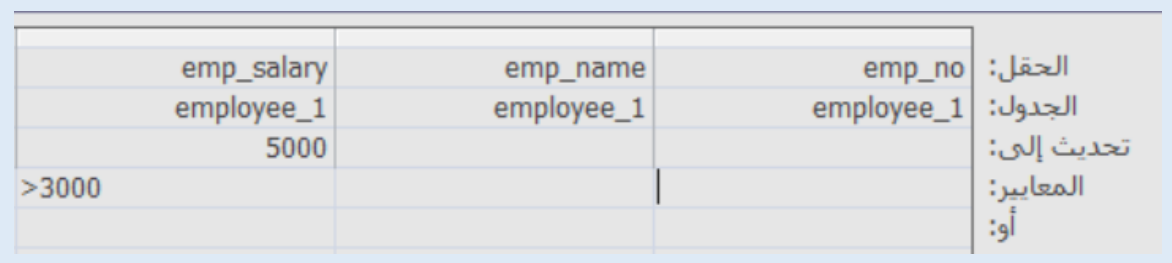 الحقل: emp_no emp_name emp_salary
الجدول: employee_1 employee_1 employee_1
تحديث إلى: 5000
المعايير: >3000
أو: